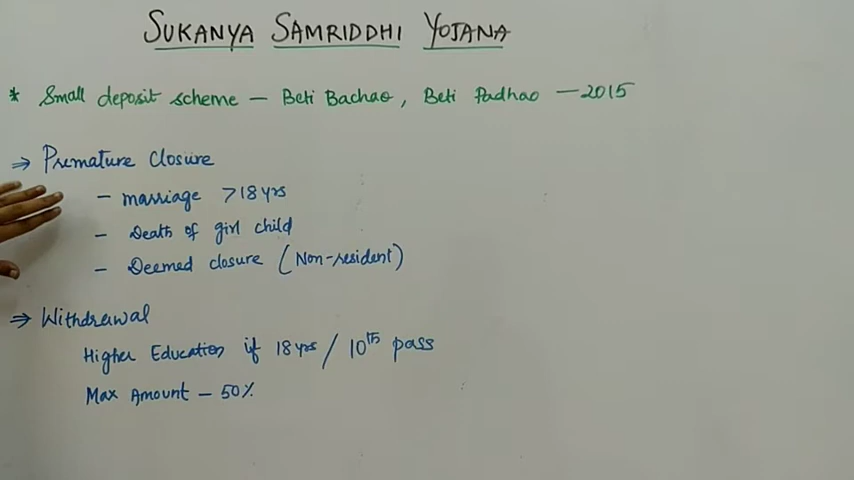 SUKANYA SAMRIDDHI YOJANA
* Small deposit scheme — Beti Bachao, Beti Padhao — 2015
⇒ Premature Closure
– marriage >18 yrs
– Death of girl child
– Deemed closure (Non-resident)
⇒ Withdrawal
Higher Education if 18 yrs / 10th pass
Max Amount – 50%